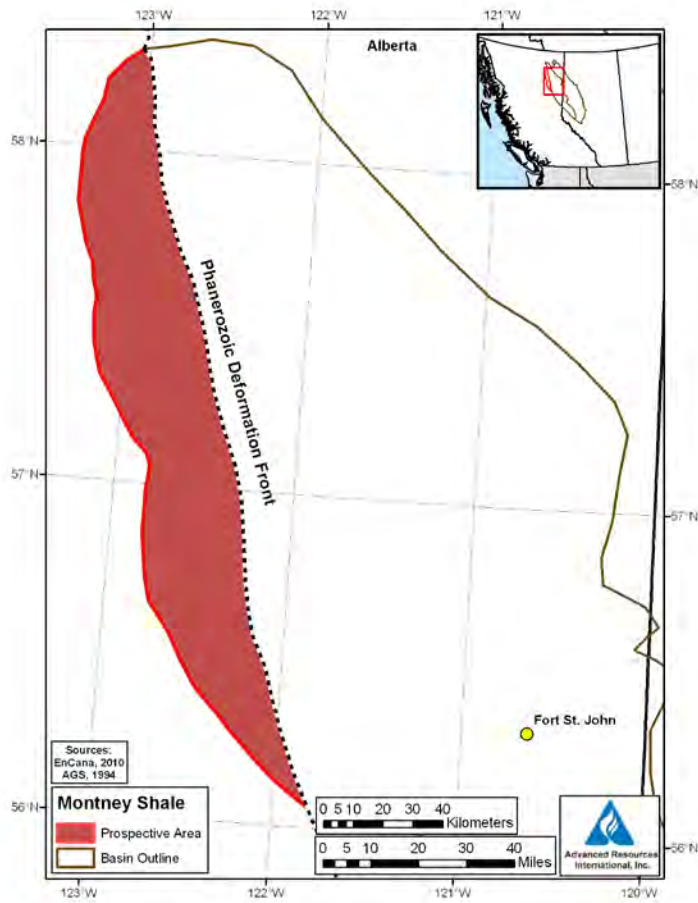 123°W
122°W
121°W
Alberta
58°N
58°N
Phanerozoic Deformation Front
57°N
57°N
Fort St. John
Sources:
EnCana, 2010
AGS, 1994
56°N
56°N
Montney Shale
Prospective Area
Basin Outline
0 5 10 20 30 40
Kilometers
0 5 10 20 30 40
Miles
Advanced Resources
International, Inc.
123°W
122°W
121°W
120°W